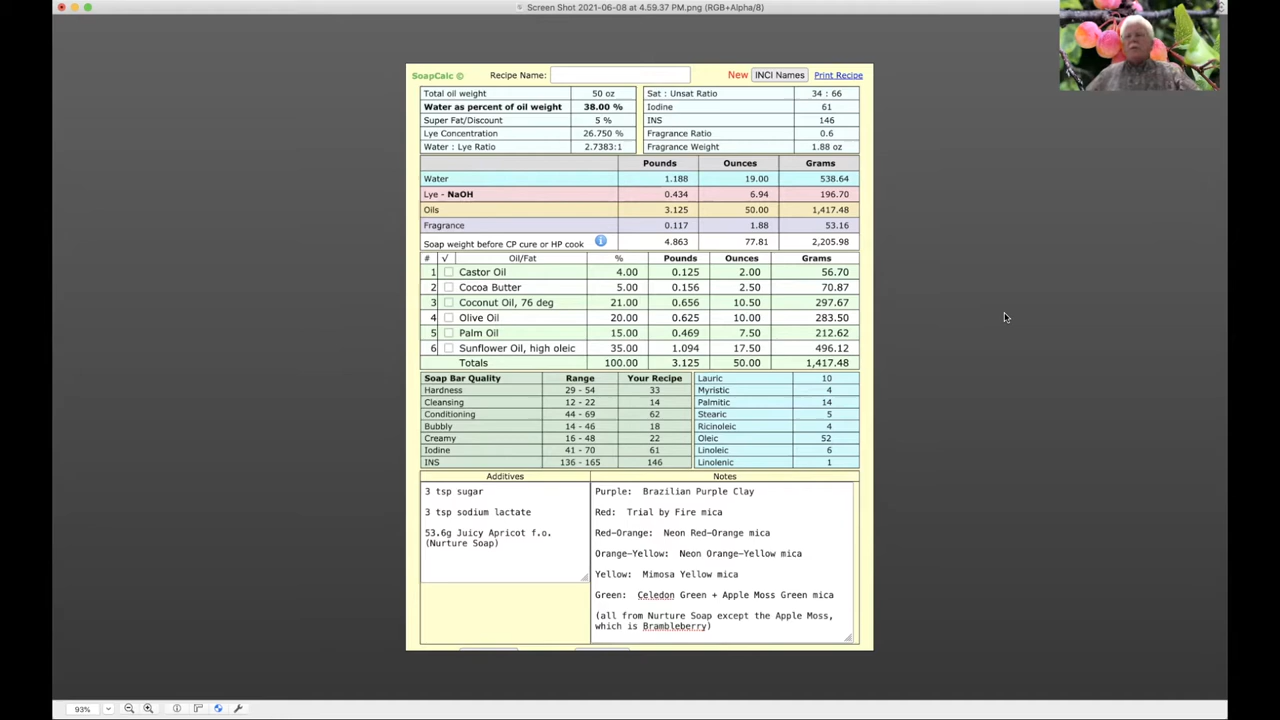 Screen Shot 2021-06-08 at 4.59.37 PM.png (RGB+Alpha/8)
SoapCalc © Recipe Name: New INCI Names Print Recipe
Total oil weight 50 oz Sat : Unsat Ratio 34 : 66
Water as percent of oil weight 38.00 % Iodine 61
Super Fat/Discount 5 % INS 146
Lye Concentration 26.750 % Fragrance Ratio 0.6
Water : Lye Ratio 2.7383:1 Fragrance Weight 1.88 oz
Pounds Ounces Grams
Water 1.188 19.00 538.64
Lye - NaOH 0.434 6.94 196.70
Oils 3.125 50.00 1,417.48
Fragrance 0.117 1.88 53.16
Soap weight before CP cure or HP cook 4.863 77.81 2,205.98
# √ Oil/Fat % Pounds Ounces Grams
1 Castor Oil 4.00 0.125 2.00 56.70
2 Cocoa Butter 5.00 0.156 2.50 70.87
3 Coconut Oil, 76 deg 21.00 0.656 10.50 297.67
4 Olive Oil 20.00 0.625 10.00 283.50
5 Palm Oil 15.00 0.469 7.50 212.62
6 Sunflower Oil, high oleic 35.00 1.094 17.50 496.12
Totals 100.00 3.125 50.00 1,417.48
Soap Bar Quality Range Your Recipe Lauric 10
Hardness 29 - 54 33 Myristic 4
Cleansing 12 - 22 14 Palmitic 14
Conditioning 44 - 69 62 Stearic 5
Bubbly 14 - 46 18 Ricinoleic 4
Creamy 16 - 48 22 Oleic 52
Iodine 41 - 70 61 Linoleic 6
INS 136 - 165 146 Linolenic 1
Additives Notes
3 tsp sugar
3 tsp sodium lactate
53.6g Juicy Apricot f.o.
(Nurture Soap)
Purple: Brazilian Purple Clay
Red: Trial by Fire mica
Red-Orange: Neon Red-Orange mica
Orange-Yellow: Neon Orange-Yellow mica
Yellow: Mimosa Yellow mica
Green: Celedon Green + Apple Moss Green mica
(all from Nurture Soap except the Apple Moss,
which is Brambleberry)
93%